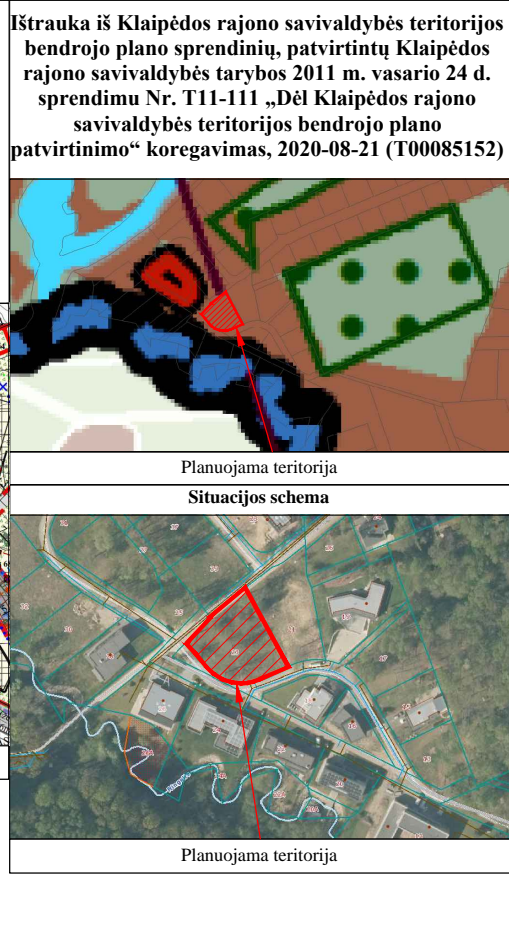 Ištrauka iš Klaipėdos rajono savivaldybės teritorijos
bendrojo plano sprendinių, patvirtintų Klaipėdos
rajono savivaldybės tarybos 2011 m. vasario 24 d.
sprendimu Nr. T11-111 „Dėl Klaipėdos rajono
savivaldybės teritorijos bendrojo plano
patvirtinimo“ koregavimas, 2020-08-21 (T00085152)
Planuojama teritorija
Situacijos schema
Planuojama teritorija